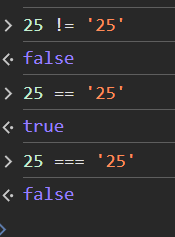 > 25 != '25'
< false
> 25 == '25'
< true
> 25 === '25'
< false
>